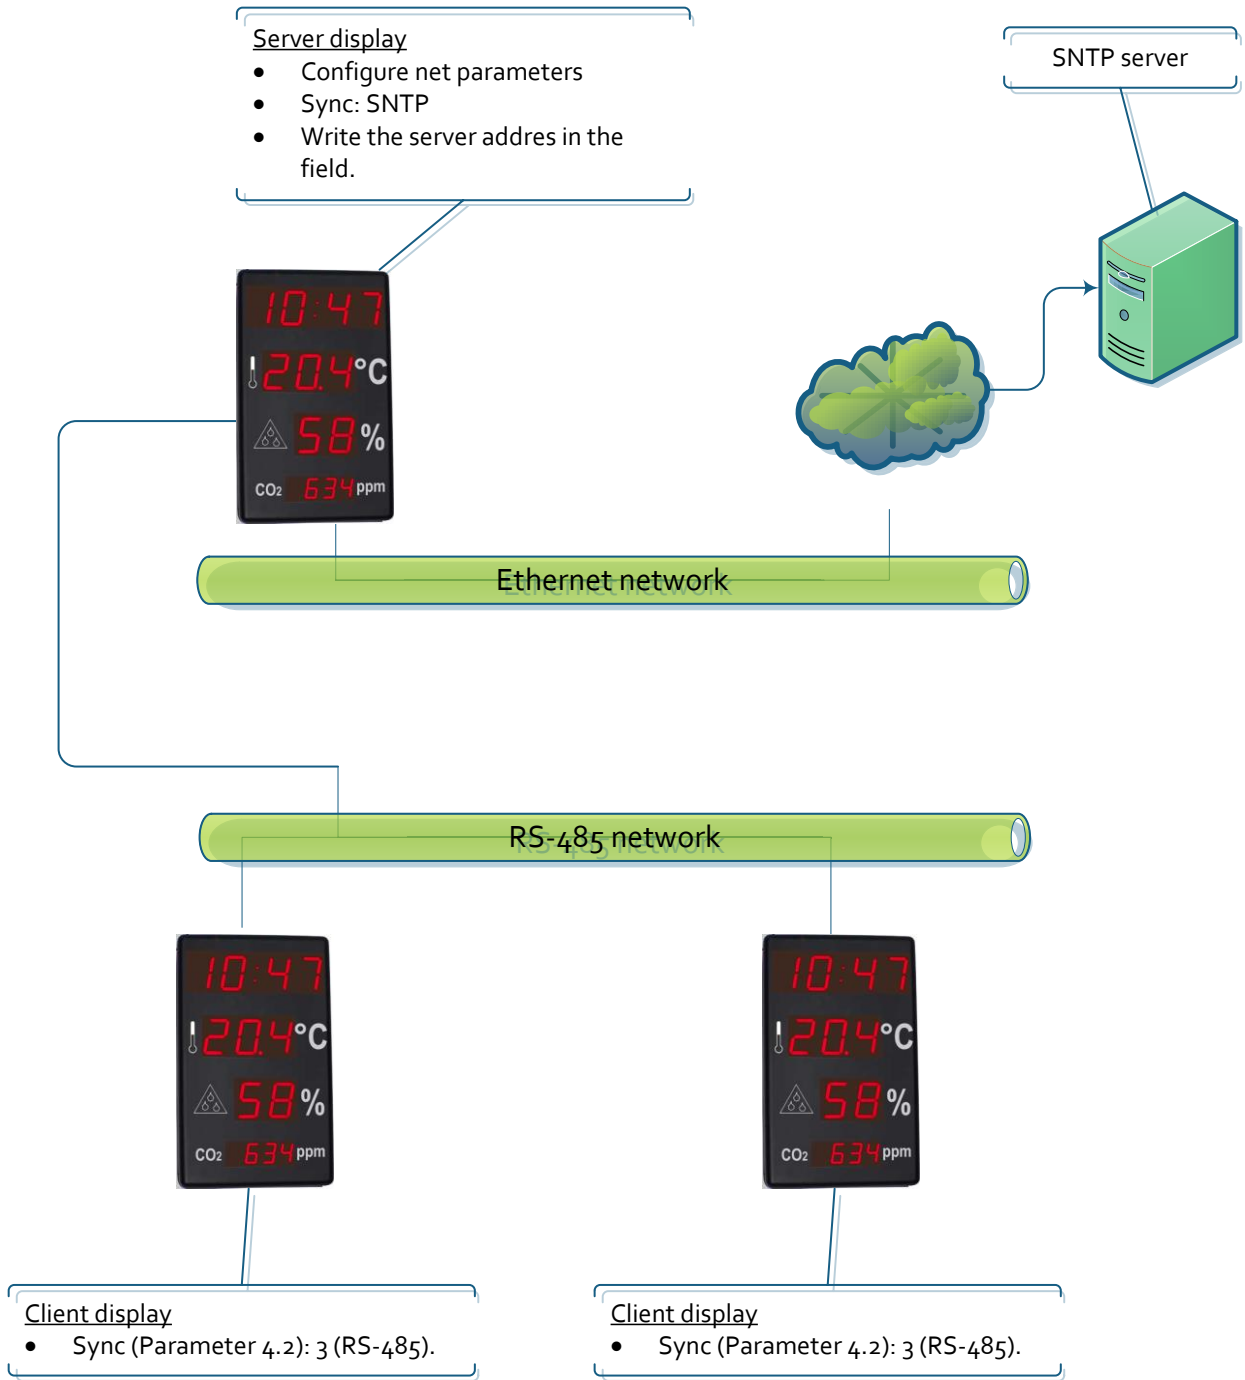 Server display
• Configure net parameters
• Sync: SNTP
• Write the server addres in the
field.
SNTP server
10:47
20.4°C
58%
CO2 634 ppm
Ethernet network
RS-485 network
10:47
20.4°C
58%
CO2 634 ppm
10:47
20.4°C
58%
CO2 634 ppm
Client display
• Sync (Parameter 4.2): 3 (RS-485).
Client display
• Sync (Parameter 4.2): 3 (RS-485).